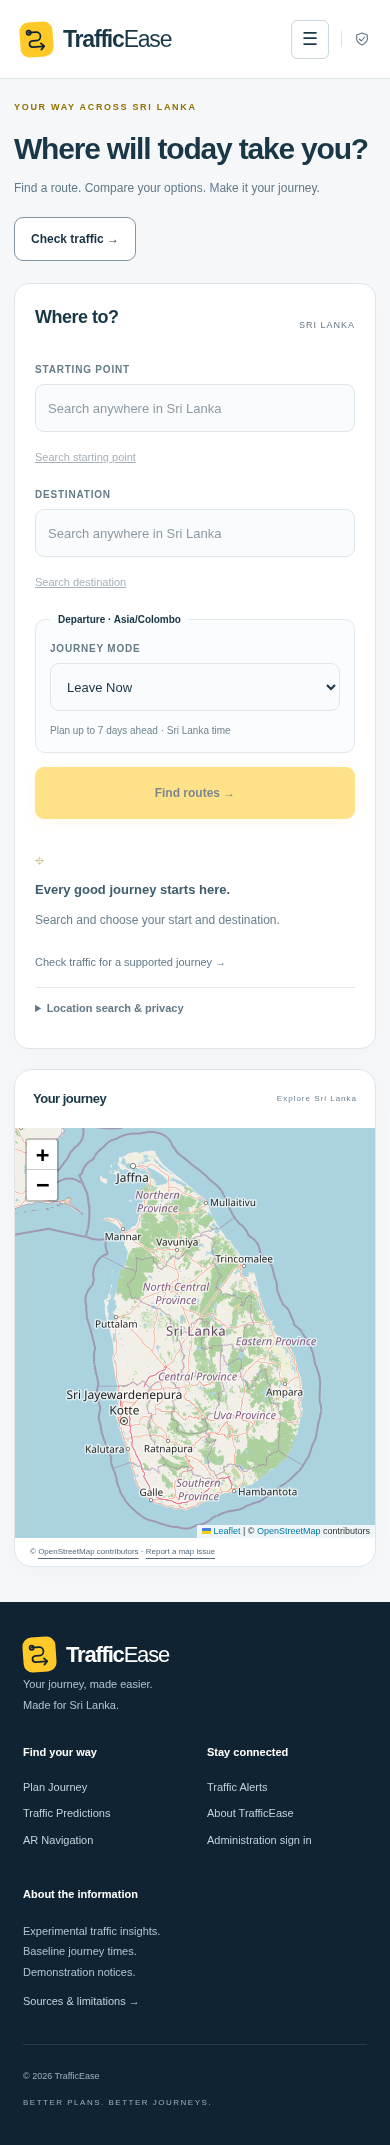 TrafficEase
☰
YOUR WAY ACROSS SRI LANKA
Where will today take you?
Find a route. Compare your options. Make it your journey.
Check traffic →
Where to?
SRI LANKA
STARTING POINT
Search anywhere in Sri Lanka
Search starting point
DESTINATION
Search anywhere in Sri Lanka
Search destination
Departure · Asia/Colombo
JOURNEY MODE
Leave Now
Plan up to 7 days ahead · Sri Lanka time
Find routes →
Every good journey starts here.
Search and choose your start and destination.
Check traffic for a supported journey →
▶ Location search & privacy
Your journey
Explore Sri Lanka
+
−
Jaffna
Northern
Province
Mullaitivu
Mannar
Vavuniya
Trincomalee
North Central
Province
Puttalam
Sri Lanka
Eastern Province
Central Province
Sri Jayewardenepura
Kotte
Ampara
Uva Province
Kalutara
Ratnapura
Southern
Province
Galle
Hambantota
Leaflet | © OpenStreetMap contributors
© OpenStreetMap contributors · Report a map issue
TrafficEase
Your journey, made easier.
Made for Sri Lanka.
Find your way
Plan Journey
Traffic Predictions
AR Navigation
Stay connected
Traffic Alerts
About TrafficEase
Administration sign in
About the information
Experimental traffic insights.
Baseline journey times.
Demonstration notices.
Sources & limitations →
© 2026 TrafficEase
BETTER PLANS. BETTER JOURNEYS.